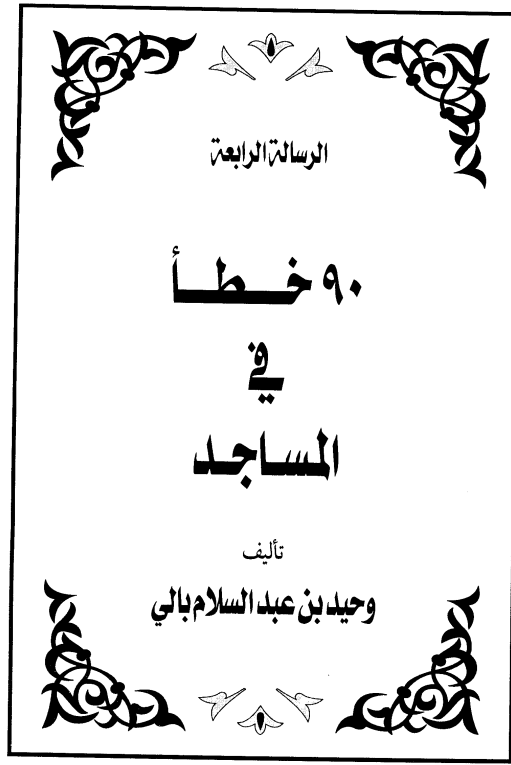 الرسالة الرابعة
٩٠ خطأ
في
المساجد
تأليف
وحيد بن عبد السلام بالي